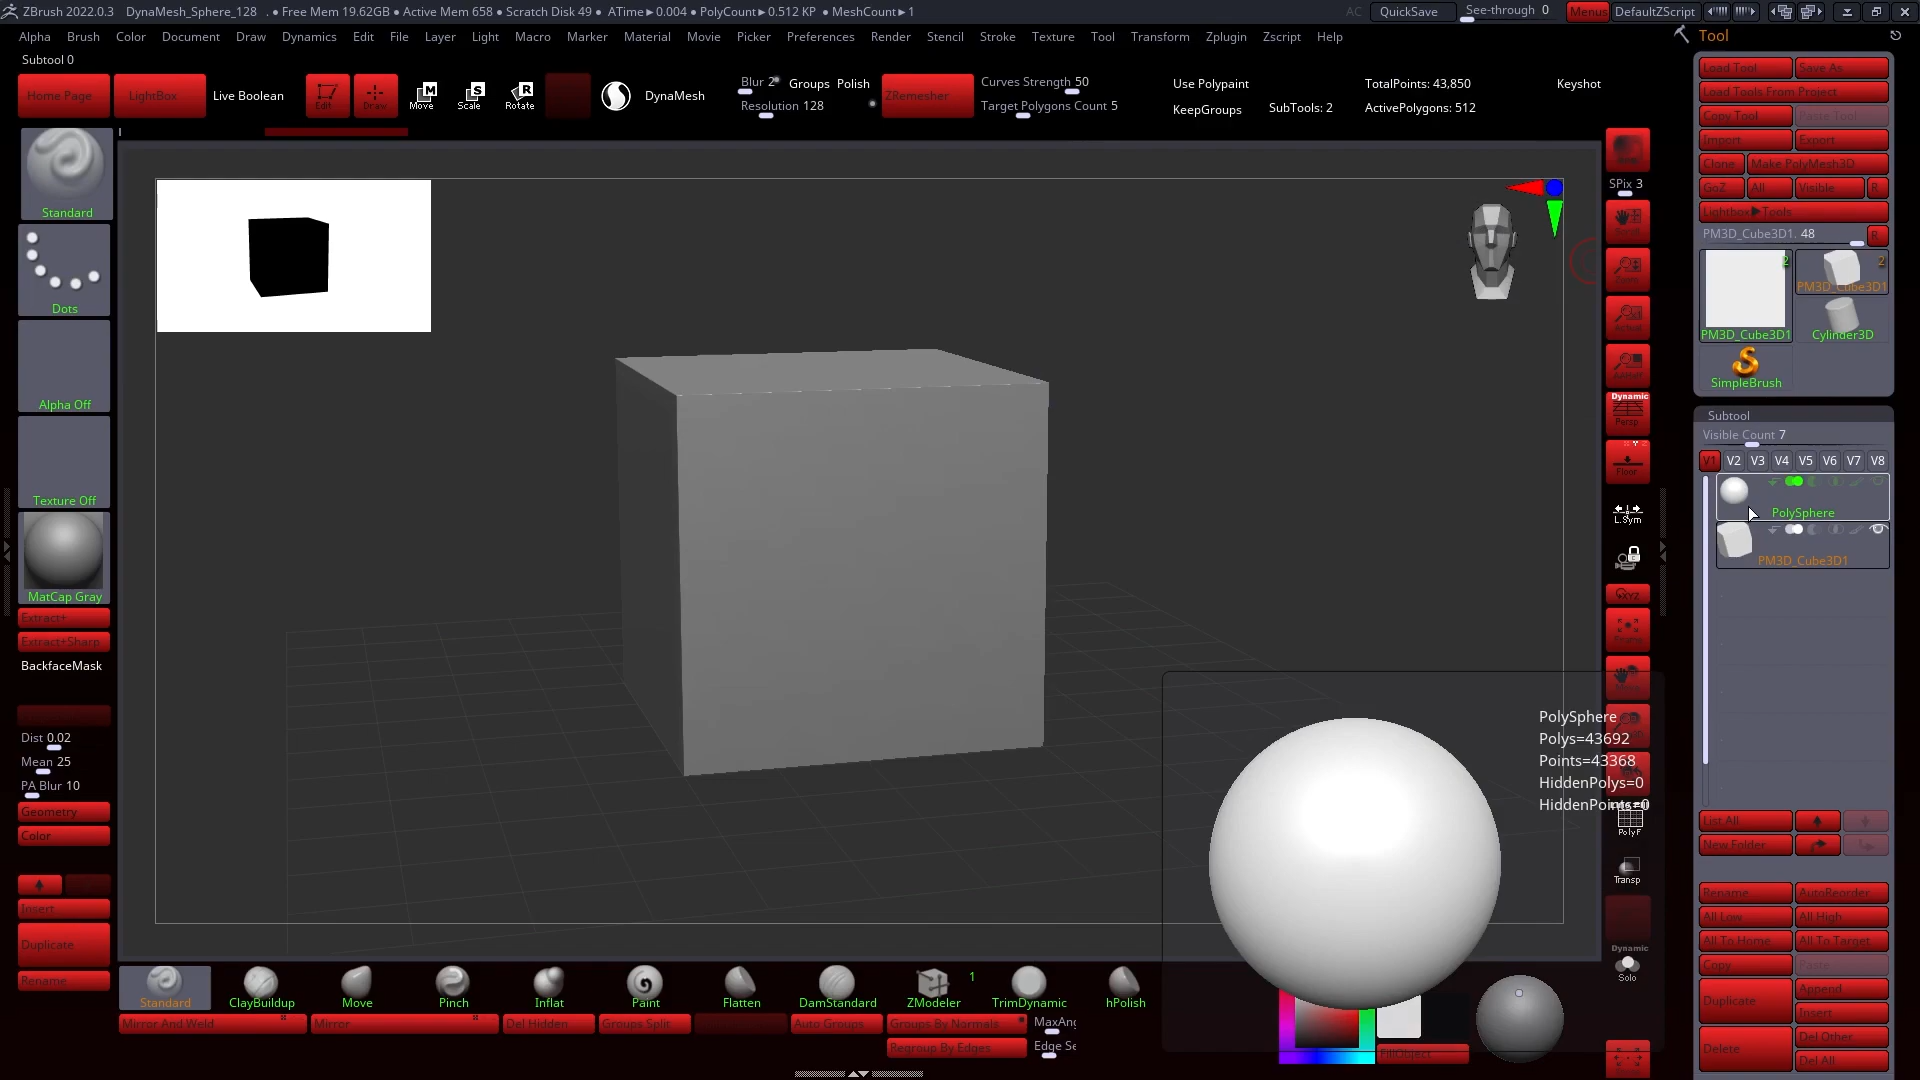 ZBrush 2022.0.3 DynaMesh_Sphere_128 . ● Free Mem 19.62GB ● Active Mem 658 ● Scratch Disk 49 ● ATime►0.004 ● PolyCount►0.512 KP ● MeshCount►1 AC QuickSave See-through 0 Menus DefaultZScript
Alpha Brush Color Document Draw Dynamics Edit File Layer Light Macro Marker Material Movie Picker Preferences Render Stencil Stroke Texture Tool Transform Zplugin Zscript Help
Tool
Subtool 0
Home Page LightBox Live Boolean Edit Draw Move Scale Rotate DynaMesh
Blur 2 Groups Polish
Resolution 128
ZRemesher
Curves Strength 50
Target Polygons Count 5
Use Polypaint
KeepGroups
SubTools: 2
TotalPoints: 43,850
ActivePolygons: 512
Keyshot
Standard
Dots
Alpha Off
Texture Off
MatCap Gray
Extract+
Extract+Sharp
BackfaceMask
Dist 0.02
Mean 25
PA Blur 10
Geometry
Color
Insert
Duplicate
Rename
SPix 3
Dynamic
Persp
Floor
L.Sym
XYZ
PolyF
Transp
Dynamic
Solo
PolySphere
Polys=43692
Points=43368
HiddenPolys=0
HiddenPoints=0
Load Tool Save As
Load Tools From Project
Copy Tool Paste Tool
Import Export
Clone Make PolyMesh3D
GoZ All Visible R
Lightbox►Tools
PM3D_Cube3D1. 48 R
2 2
PM3D_Cube3D1
PM3D_Cube3D1 Cylinder3D
SimpleBrush
Subtool
Visible Count 7
V1 V2 V3 V4 V5 V6 V7 V8
PolySphere
PM3D_Cube3D1
List All
New Folder
Rename AutoReorder
All Low All High
All To Home All To Target
Copy Paste
Duplicate Append
Insert
Delete Del Other
Del All
Standard ClayBuildup Move Pinch Inflat Paint Flatten DamStandard ZModeler 1 TrimDynamic hPolish
Mirror And Weld Mirror Del Hidden Groups Split Auto Groups Groups By Normals MaxAng
Regroup By Edges Edge Se
FillObject